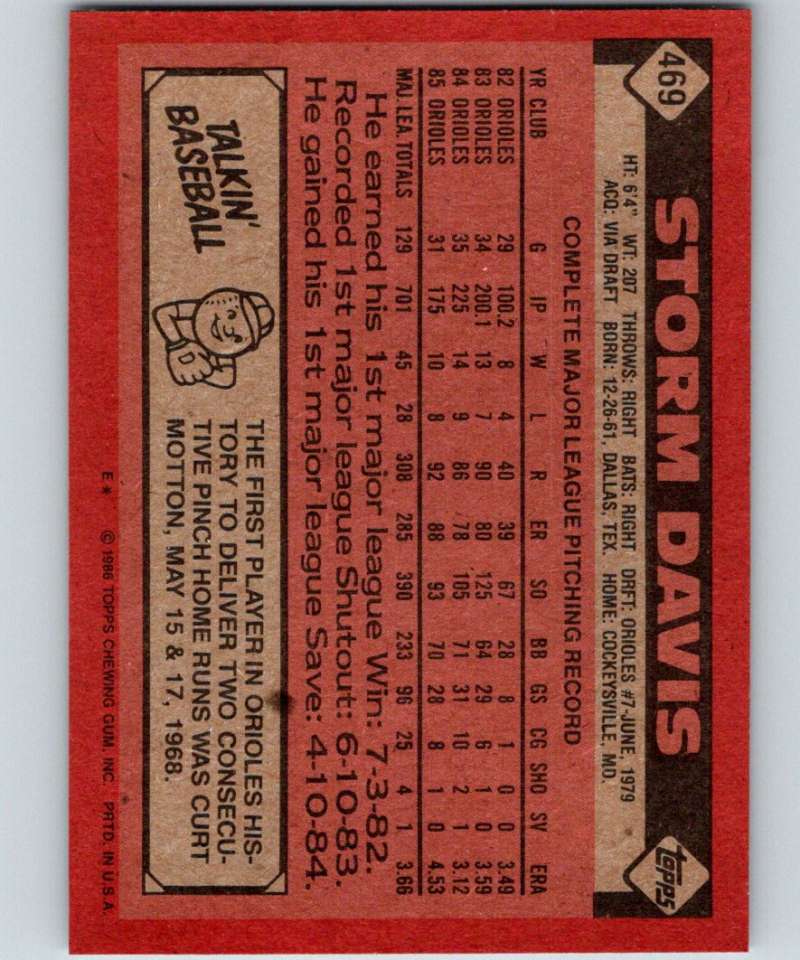 469
STORM DAVIS
topps
HT: 6'4" WT: 207 THROWS: RIGHT BATS: RIGHT DRFT: ORIOLES #7-JUNE, 1979
ACQ: VIA DRAFT BORN: 12-26-61, DALLAS, TEX. HOME: COCKEYSVILLE, MD.
COMPLETE MAJOR LEAGUE PITCHING RECORD
YR CLUB G IP W L R ER SO BB GS CG SHO SV ERA
82 ORIOLES 29 100.2 8 4 40 39 67 28 8 1 0 0 3.49
83 ORIOLES 34 200.1 13 7 90 80 125 64 29 6 1 0 3.59
84 ORIOLES 35 225 14 9 86 78 105 71 31 10 2 1 3.12
85 ORIOLES 31 175 10 8 92 88 93 70 28 8 1 0 4.53
MAJ. LEA. TOTALS 129 701 45 28 308 285 390 233 96 25 4 1 3.66
He earned his 1st major league Win: 7-3-82.
Recorded 1st major league Shutout: 6-10-83.
He gained his 1st major league Save: 4-10-84.
TALKIN'
BASEBALL
THE FIRST PLAYER IN ORIOLES HIS-
TORY TO DELIVER TWO CONSECU-
TIVE PINCH HOME RUNS WAS CURT
MOTTON, MAY 15 & 17, 1968.
E* © 1986 TOPPS CHEWING GUM, INC. PRTD. IN U.S.A.